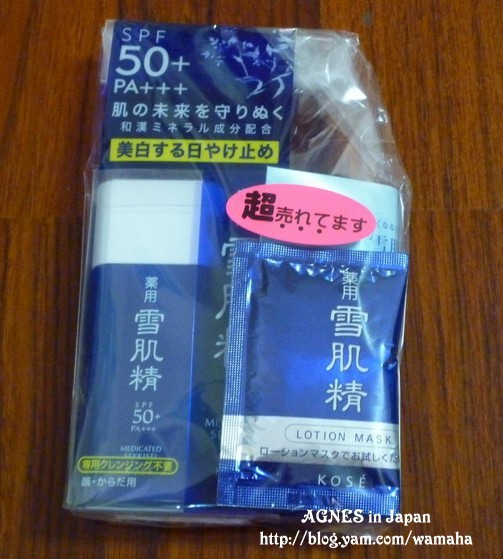 SPF
50+
PA+++
肌の未来を守りぬく
和漢ミネラル成分配合
美白する日やけ止め
超売れてます
薬用
雪肌精
SPF
50+
PA+++
MEDICATED
SEKKISEI
専用クレンジング不要
顔・からだ用
薬用
雪肌精
LOTION MASK
ローションマスクでお試しくだ
KOSÉ
AGNES in Japan
http://blog.yam.com/wamaha